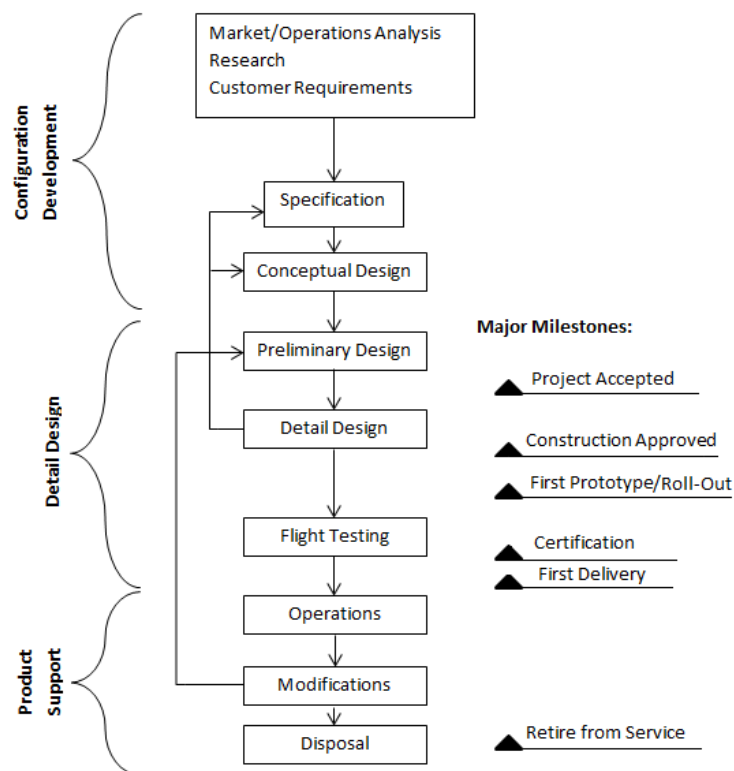 Market/Operations Analysis
Research
Customer Requirements
Configuration
Development
Specification
Conceptual Design
Detail Design
Preliminary Design
Detail Design
Flight Testing
Major Milestones:
Project Accepted
Construction Approved
First Prototype/Roll-Out
Certification
First Delivery
Product
Support
Operations
Modifications
Disposal
Retire from Service